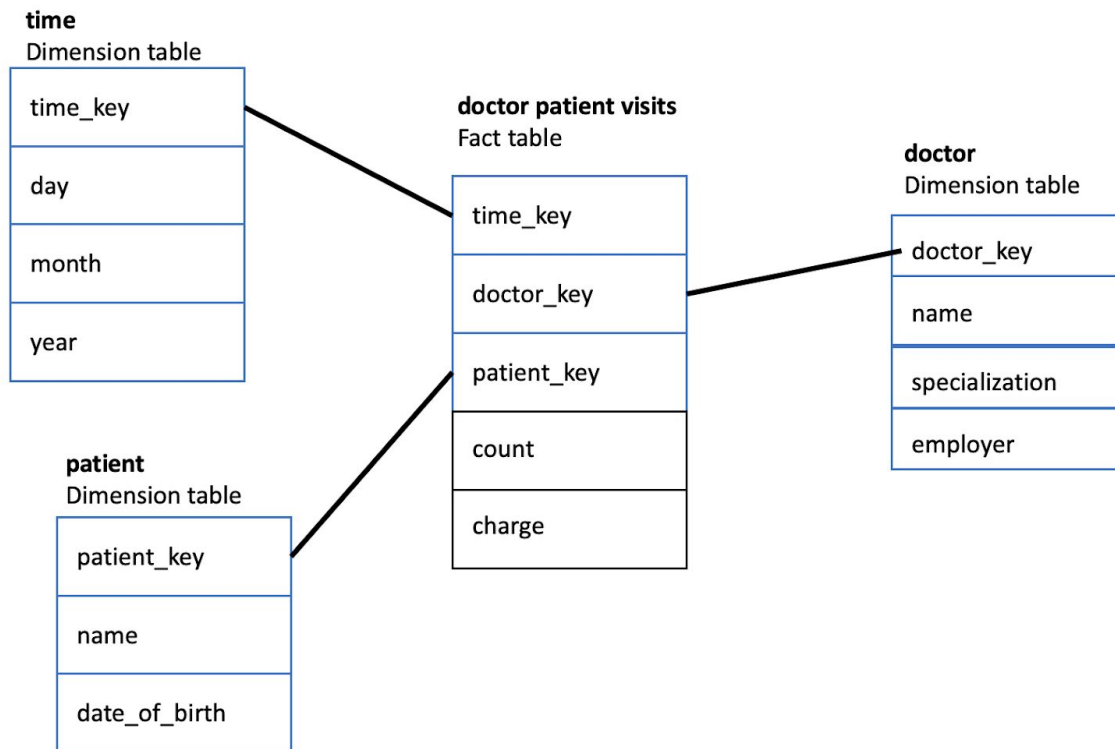 time
Dimension table
time_key
day
month
year
doctor patient visits
Fact table
time_key
doctor_key
patient_key
count
charge
doctor
Dimension table
doctor_key
name
specialization
employer
patient
Dimension table
patient_key
name
date_of_birth